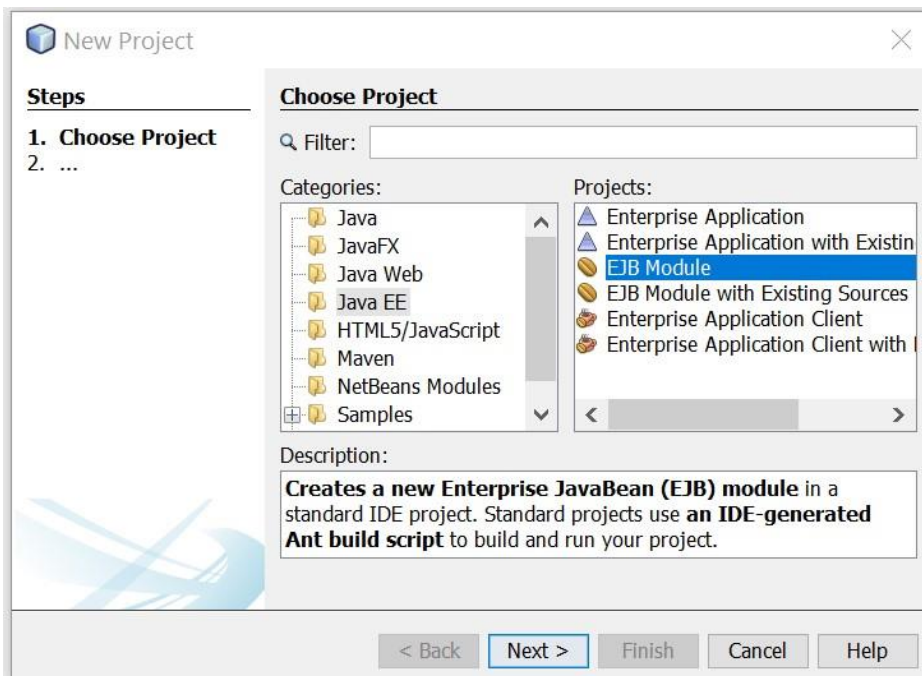 New Project
Steps
1. Choose Project
2. ...
Choose Project
Filter:
Categories:
Java
JavaFX
Java Web
Java EE
HTML5/JavaScript
Maven
NetBeans Modules
Samples
Projects:
Enterprise Application
Enterprise Application with Existin
EJB Module
EJB Module with Existing Sources
Enterprise Application Client
Enterprise Application Client with
Description:
Creates a new Enterprise JavaBean (EJB) module in a
standard IDE project. Standard projects use an IDE-generated
Ant build script to build and run your project.
< Back
Next >
Finish
Cancel
Help